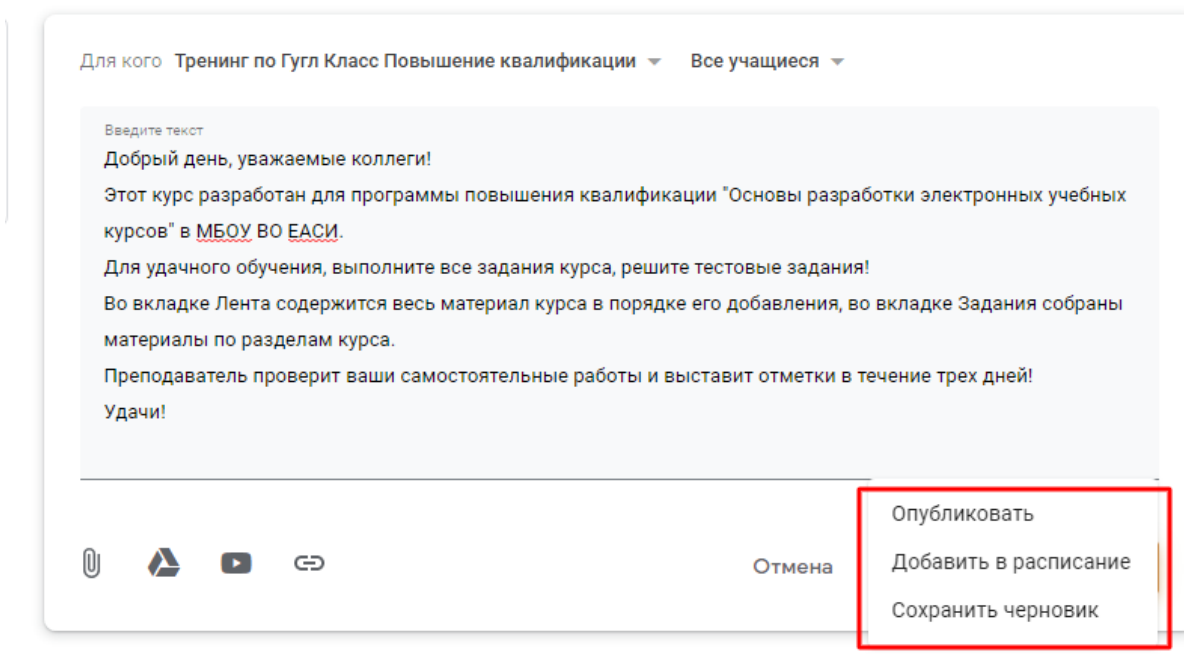 Для кого Тренинг по Гугл Класс Повышение квалификации Все учащиеся
Введите текст
Добрый день, уважаемые коллеги!
Этот курс разработан для программы повышения квалификации "Основы разработки электронных учебных
курсов" в МБОУ ВО ЕАСИ.
Для удачного обучения, выполните все задания курса, решите тестовые задания!
Во вкладке Лента содержится весь материал курса в порядке его добавления, во вкладке Задания собраны
материалы по разделам курса.
Преподаватель проверит ваши самостоятельные работы и выставит отметки в течение трех дней!
Удачи!
Опубликовать
Отмена
Добавить в расписание
Сохранить черновик